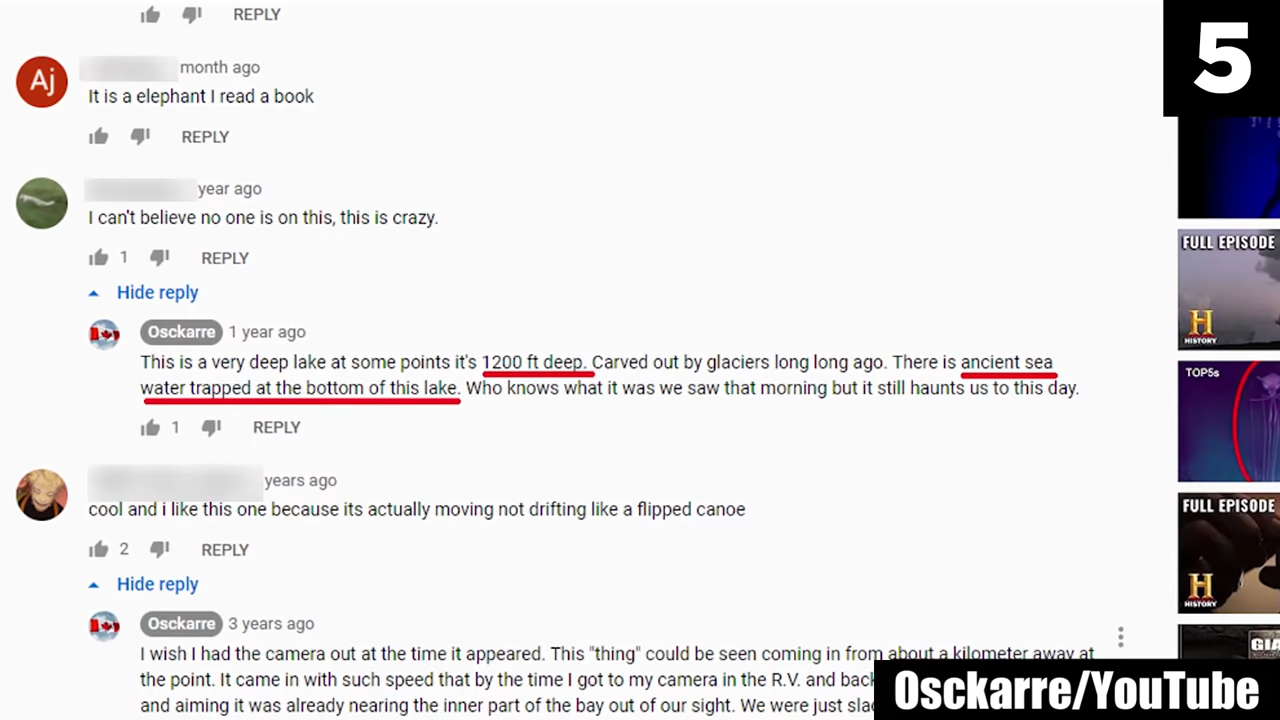 REPLY
5
Aj
month ago
It is a elephant I read a book
REPLY
year ago
I can't believe no one is on this, this is crazy.
1
REPLY
Hide reply
FULL EPISODE
H
HISTORY
Osckarre 1 year ago
This is a very deep lake at some points it's 1200 ft deep. Carved out by glaciers long long ago. There is ancient sea
water trapped at the bottom of this lake. Who knows what it was we saw that morning but it still haunts us to this day.
1
REPLY
TOP5s
years ago
cool and i like this one because its actually moving not drifting like a flipped canoe
2
REPLY
Hide reply
FULL EPISODE
H
HISTORY
Osckarre 3 years ago
I wish I had the camera out at the time it appeared. This "thing" could be seen coming in from about a kilometer away at
the point. It came in with such speed that by the time I got to my camera in the R.V. and back
and aiming it was already nearing the inner part of the bay out of our sight. We were just
Osckarre/YouTube